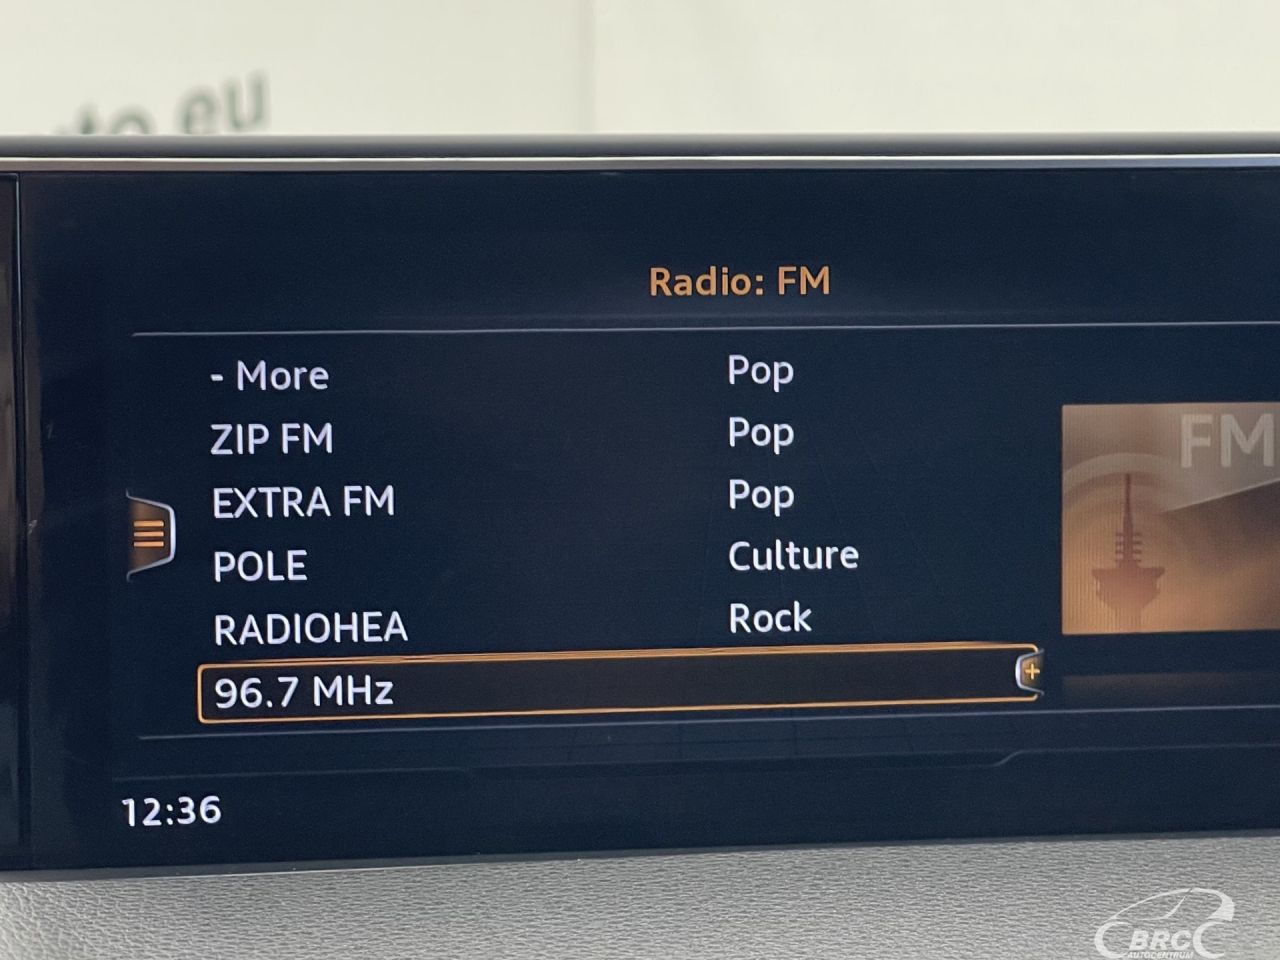 Radio: FM
- More Pop
ZIP FM Pop
EXTRA FM Pop
POLE Culture
RADIOHEA Rock
96.7 MHz
+
FM
12:36
BRC
AUTOCENTRUM